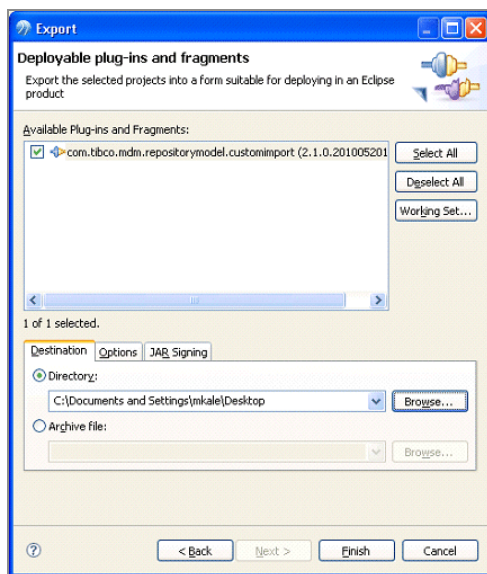 Export
Deployable plug-ins and fragments
Export the selected projects into a form suitable for deploying in an Eclipse
product
Available Plug-ins and Fragments:
com.tibco.mdm.repositorymodel.customimport (2.1.0.201005201
Select All
Deselect All
Working Set...
1 of 1 selected.
Destination Options JAR Signing
Directory:
C:\Documents and Settings\mkale\Desktop
Browse...
Archive file:
Browse...
< Back Next > Finish Cancel